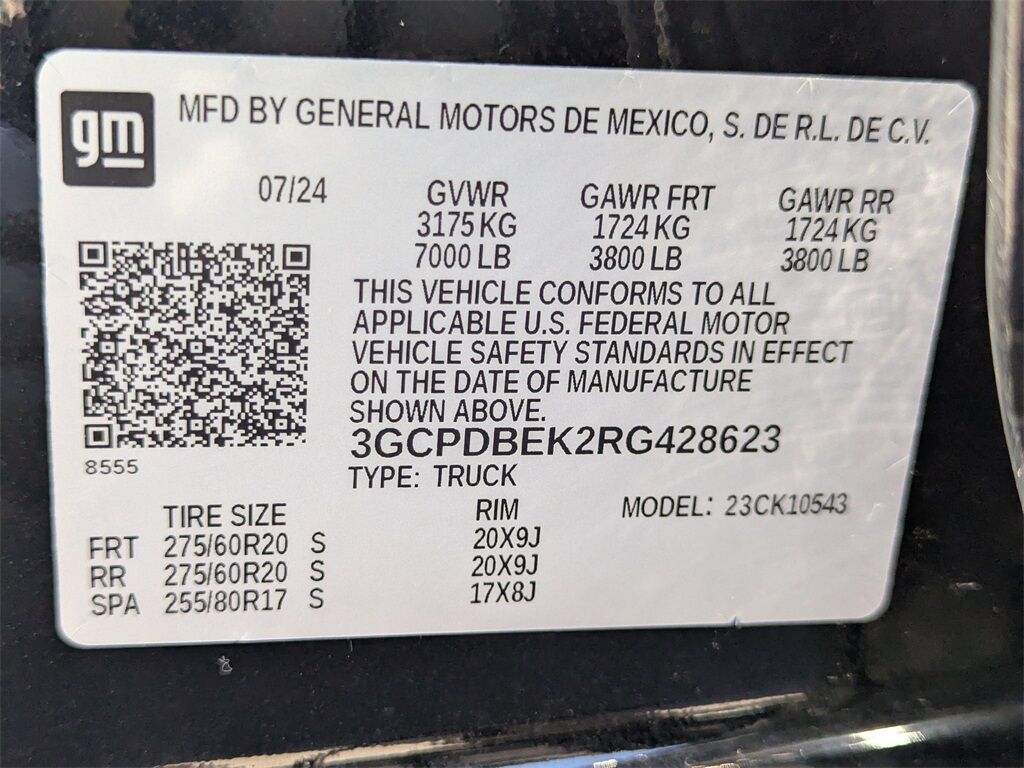 gm
MFD BY GENERAL MOTORS DE MEXICO, S. DE R.L. DE C.V.
07/24 GVWR GAWR FRT GAWR RR
3175 KG 1724 KG 1724 KG
7000 LB 3800 LB 3800 LB
THIS VEHICLE CONFORMS TO ALL
APPLICABLE U.S. FEDERAL MOTOR
VEHICLE SAFETY STANDARDS IN EFFECT
ON THE DATE OF MANUFACTURE
SHOWN ABOVE.
3GCPDBEK2RG428623
8555
TYPE: TRUCK
TIRE SIZE RIM MODEL: 23CK10543
FRT 275/60R20 S 20X9J
RR 275/60R20 S 20X9J
SPA 255/80R17 S 17X8J